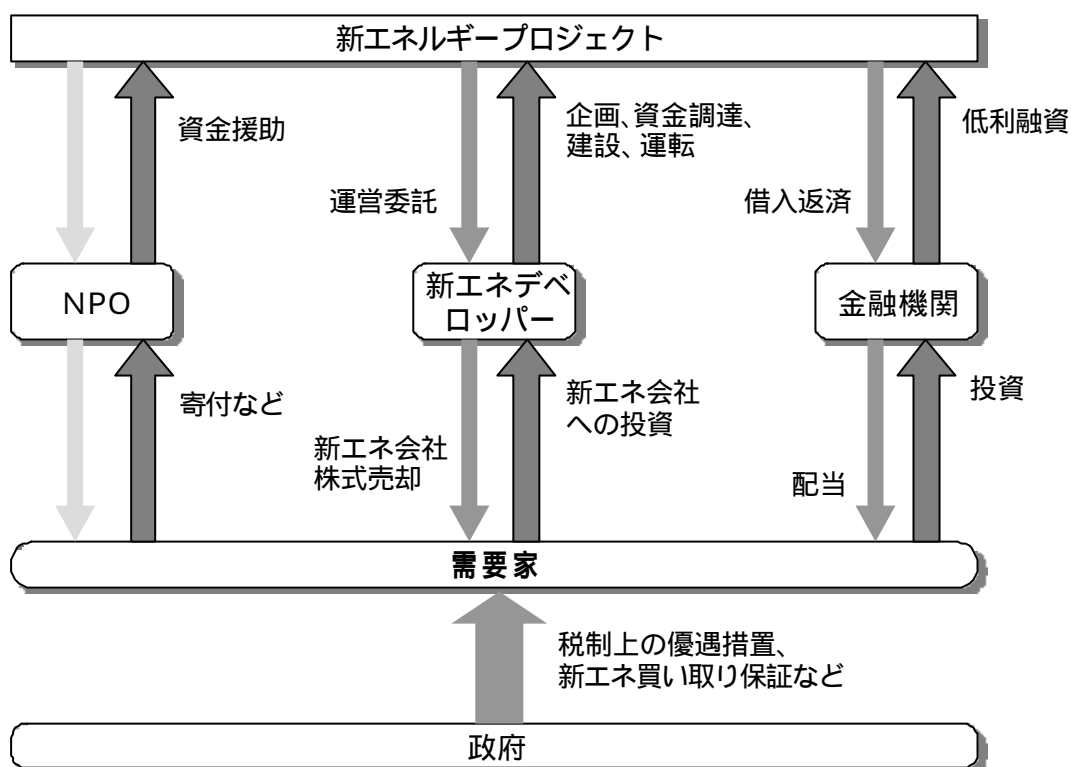 新エネルギープロジェクト
資金援助
企画、資金調達、
建設、運転
低利融資
運営委託
借入返済
NPO
新エネデベ
ロッパー
金融機関
寄付など
新エネ会社
への投資
投資
新エネ会社
株式売却
配当
需要家
税制上の優遇措置、
新エネ買い取り保証など
政府